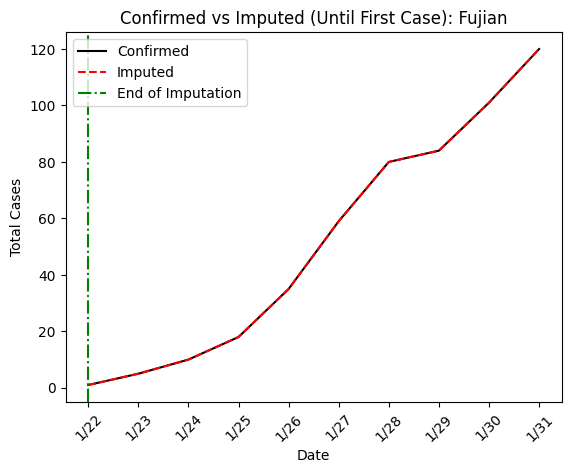 Confirmed vs Imputed (Until First Case): Fujian
Confirmed
Imputed
End of Imputation
Total Cases
120
100
80
60
40
20
0
1/22
1/23
1/24
1/25
1/26
1/27
1/28
1/29
1/30
1/31
Date